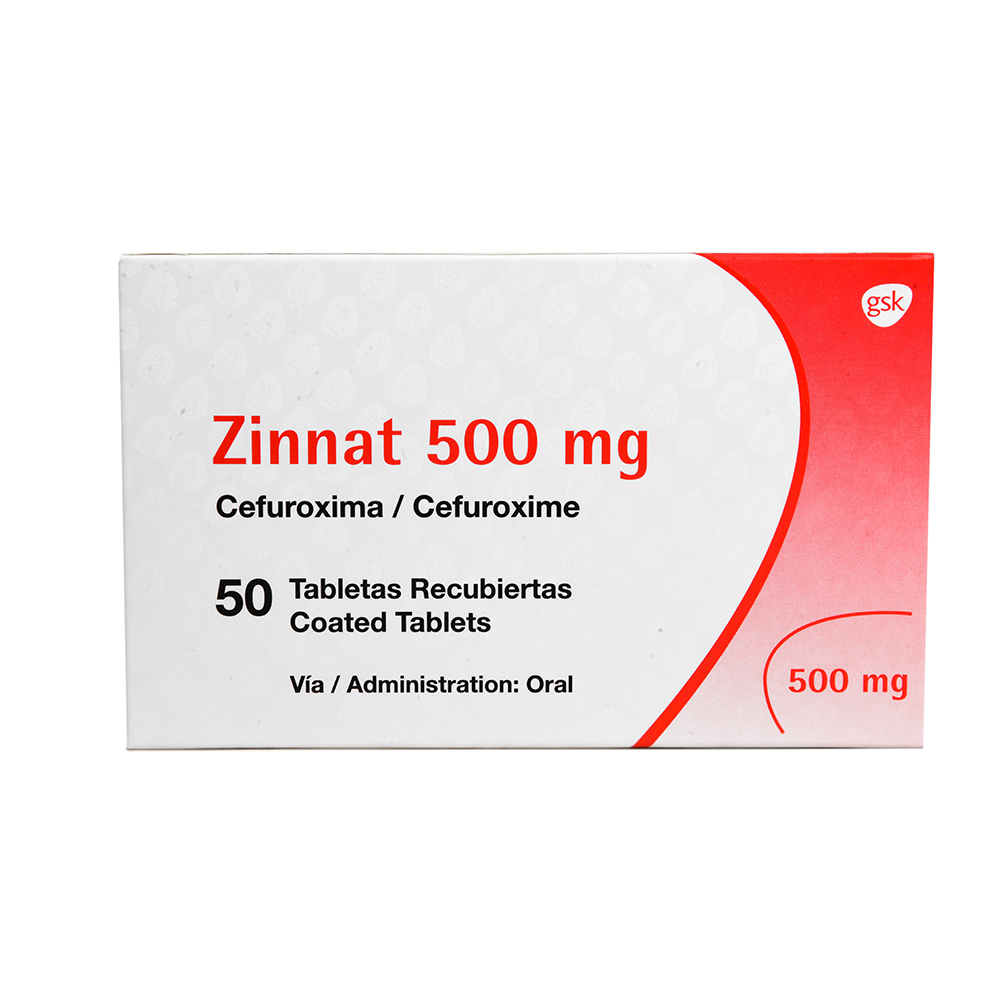 gsk
Zinnat 500 mg
Cefuroxima / Cefuroxime
50 Tabletas Recubiertas
Coated Tablets
Vía / Administration: Oral
500 mg